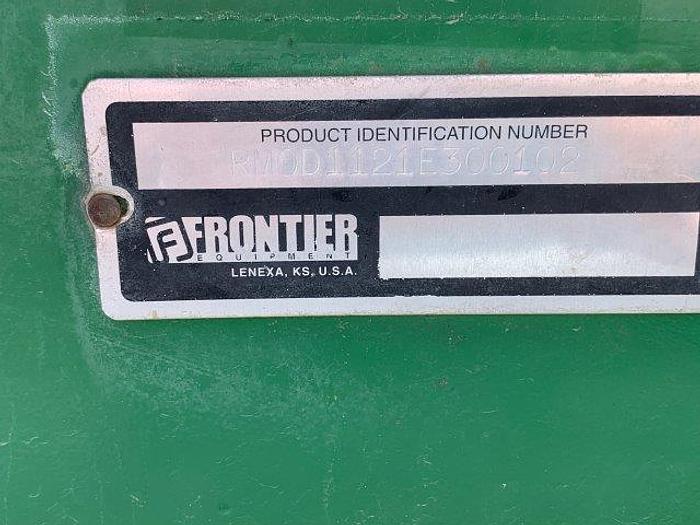 PRODUCT IDENTIFICATION NUMBER
RM0D1121E300102
FRONTIER
EQUIPMENT
LENEXA, KS, U.S.A.